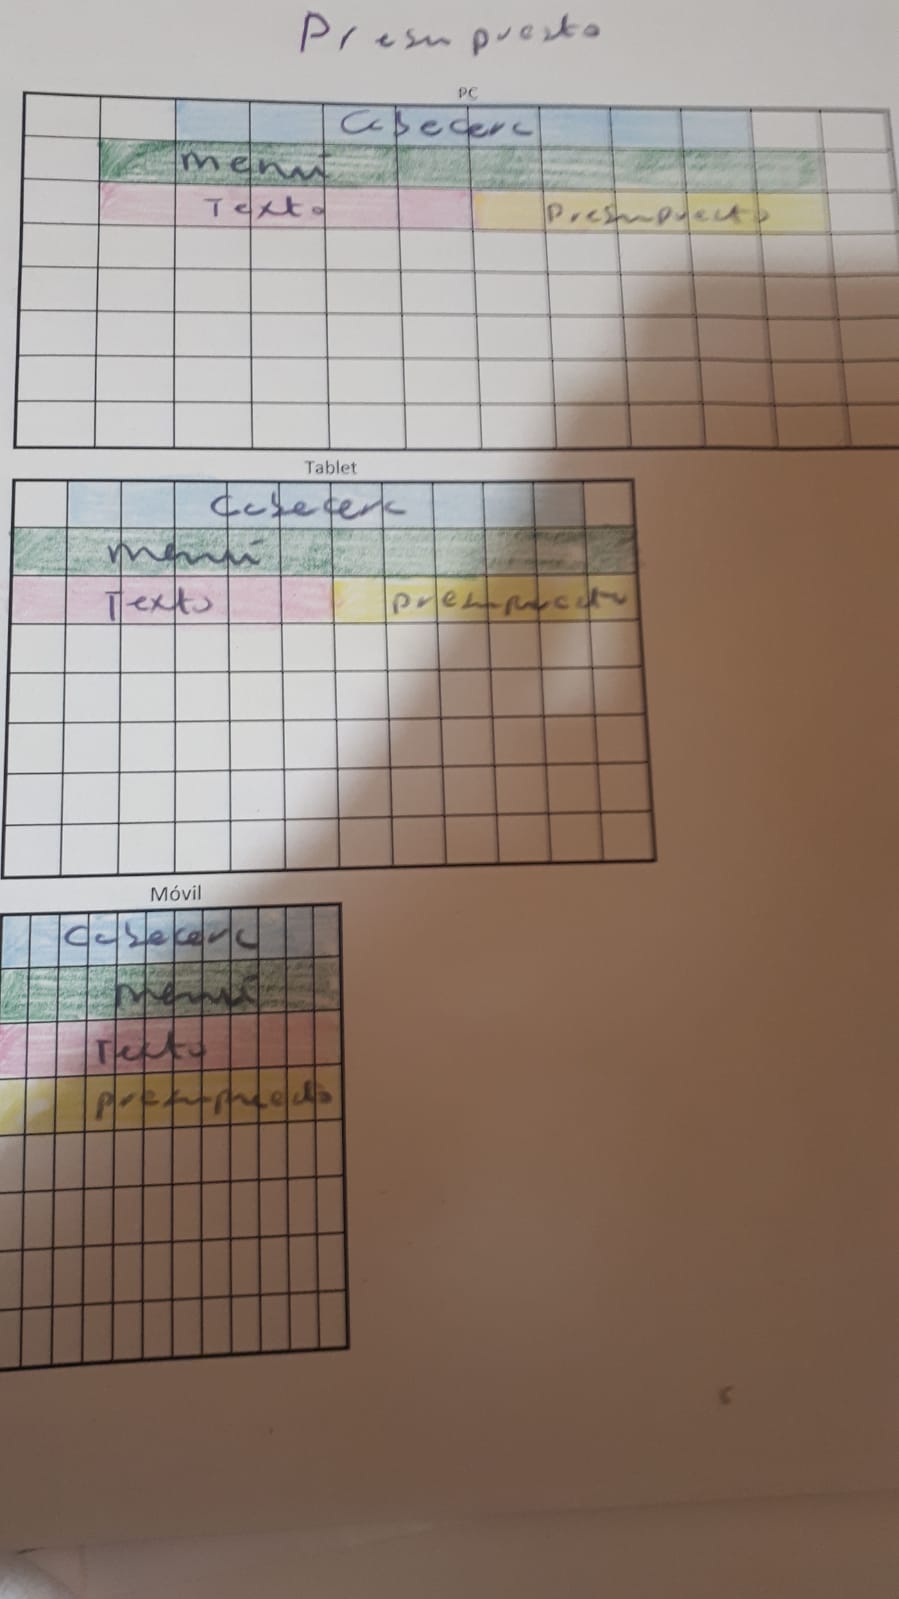 Presupuesto
PC
Cabecera
Menú
Texto Presupuesto
Tablet
Cabecera
Menú
Texto presupuesto
Móvil
Cabecera
Menú
Texto
presupuesto